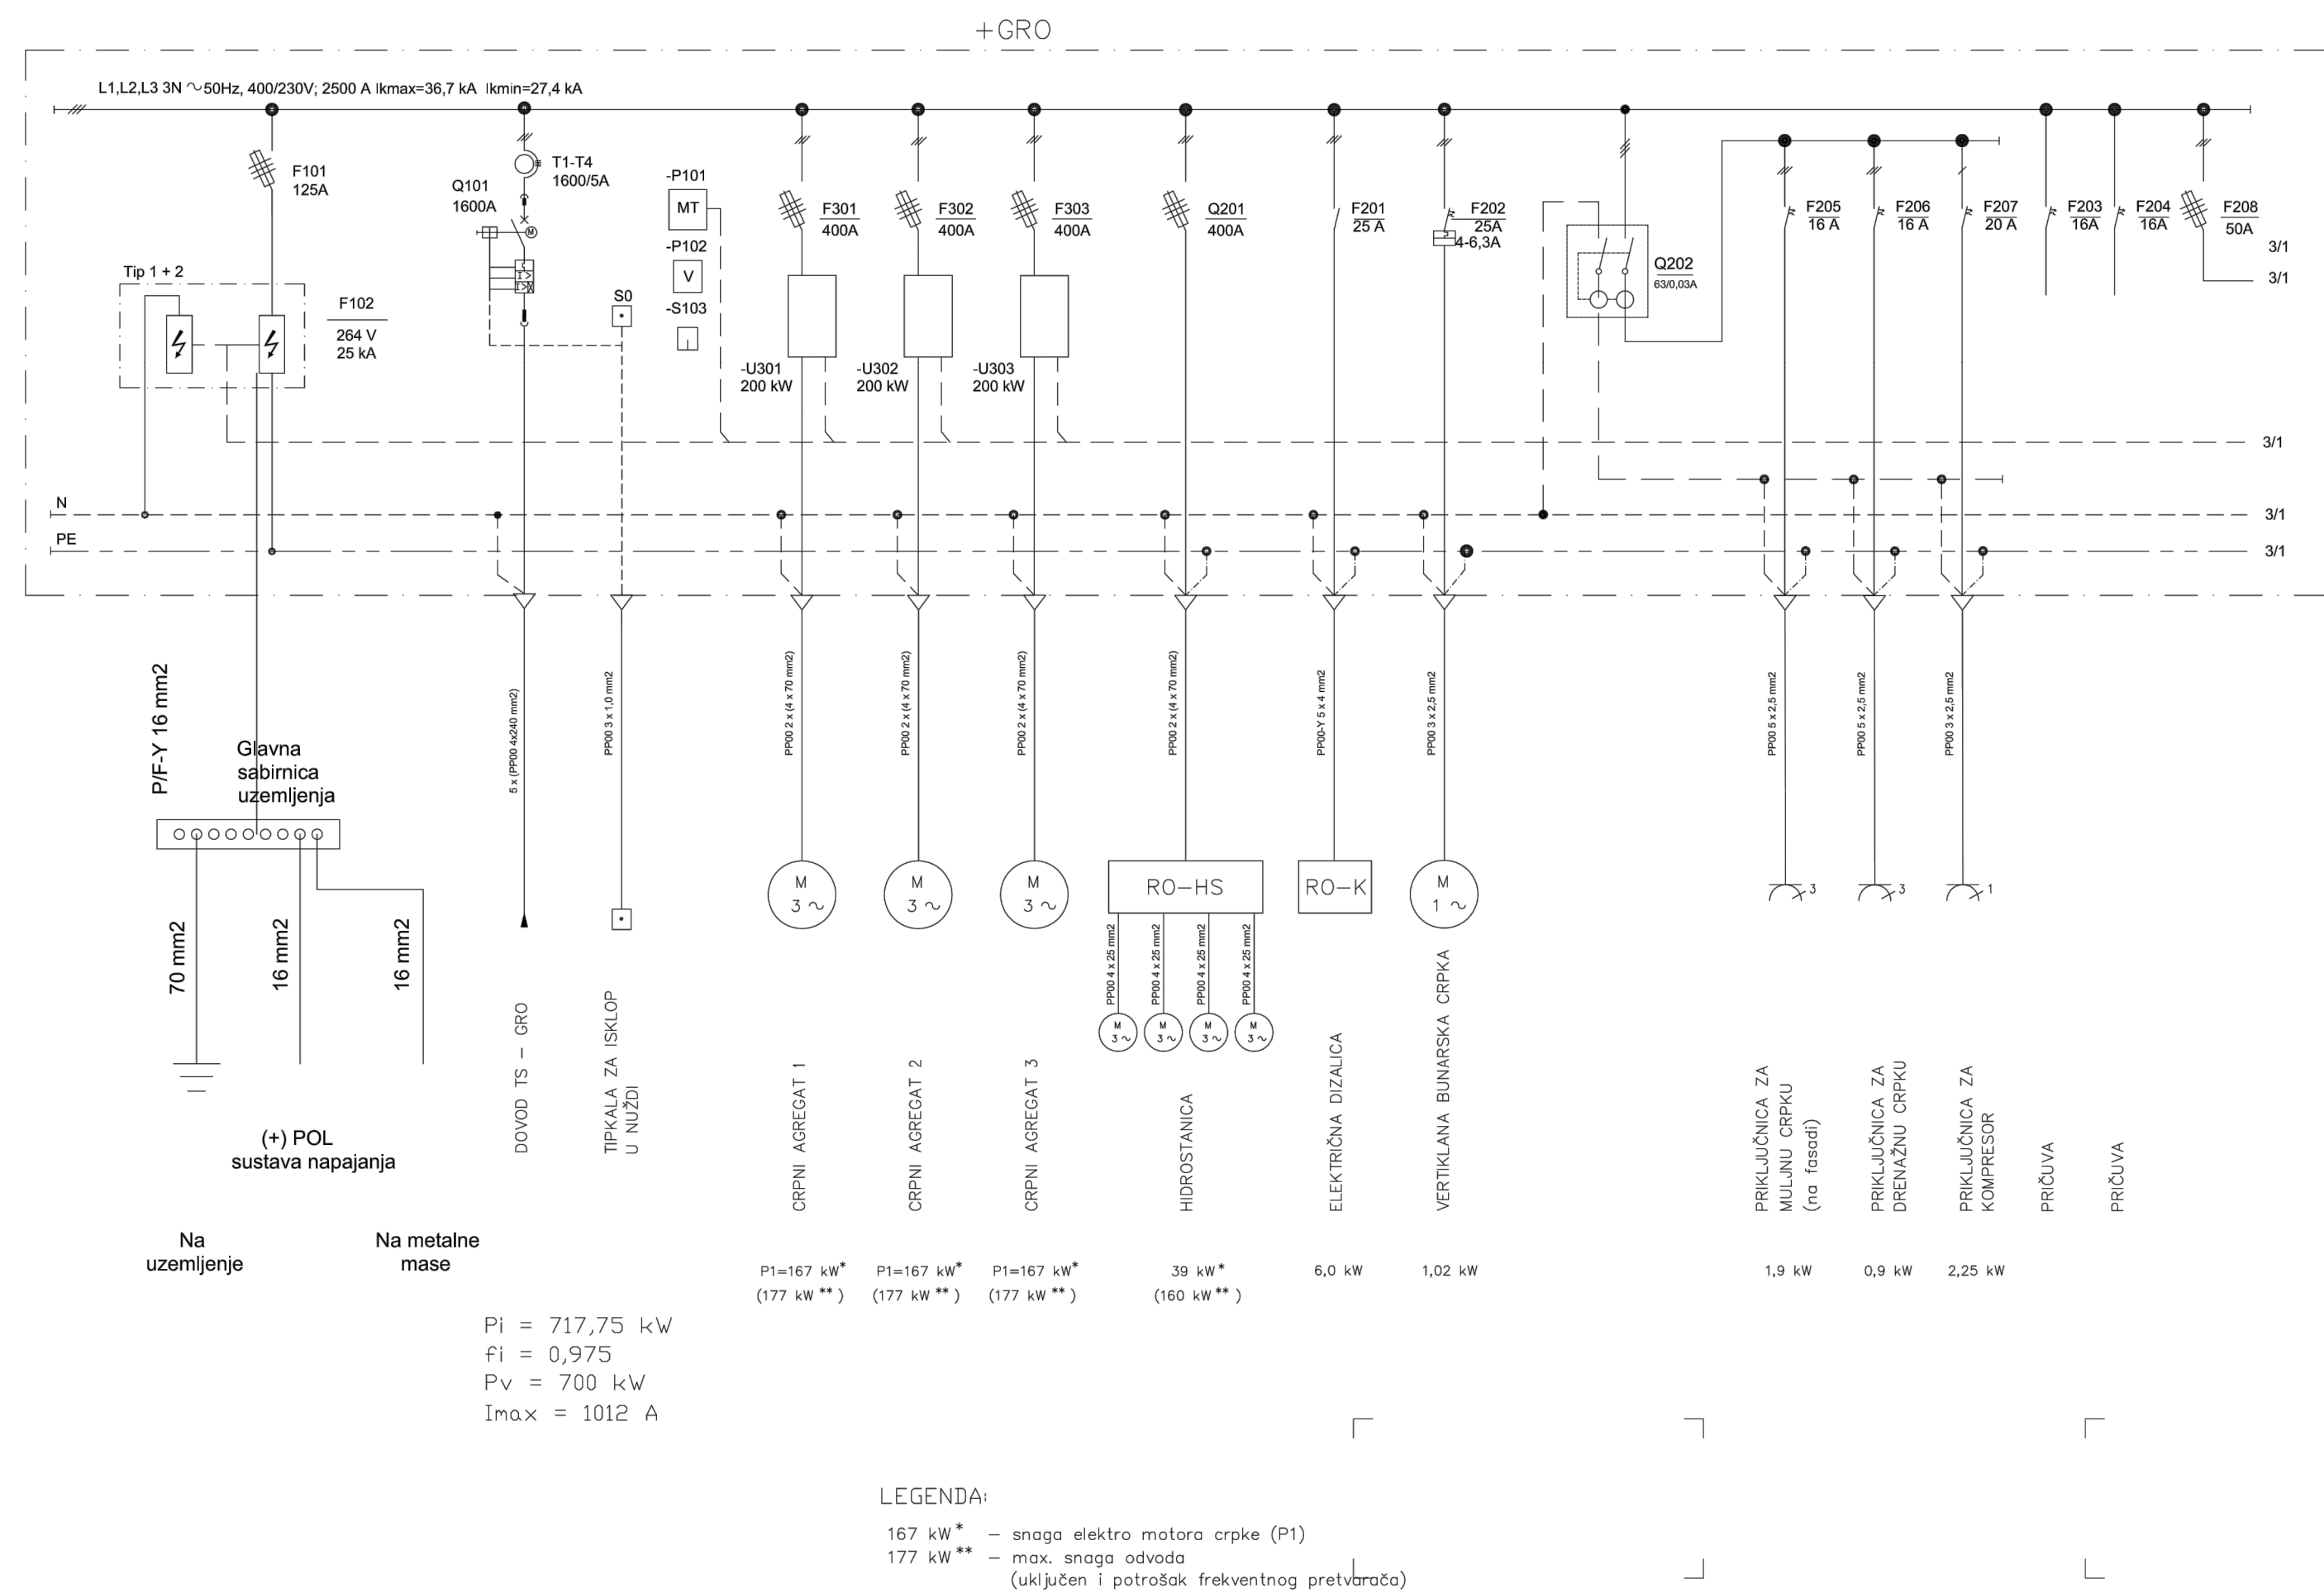 +GRO
L1,L2,L3 3N ~50Hz, 400/230V; 2500 A Ikmax=36,7 kA Ikmin=27,4 kA
F101
125A
Tip 1 + 2
F102
264 V
25 kA
Q101
1600A
T1-T4
1600/5A
M
I >
I>
S0
-P101
MT
-P102
V
-S103
F301
400A
-U301
200 kW
F302
400A
-U302
200 kW
F303
400A
-U303
200 kW
Q201
400A
F201
25 A
F202
25A
4-6,3A
Q202
63/0,03A
F205
16 A
F206
16 A
F207
20 A
F203
16A
F204
16A
F208
50A
3/1
3/1
3/1
N
3/1
PE
3/1
P/F-Y 16 mm2
Glavna
sabirnica
uzemljenja
70 mm2
16 mm2
16 mm2
(+) POL
sustava napajanja
Na
uzemljenje
Na metalne
mase
5 x (PP00 4x240 mm2)
PP00 3 x 1,0 mm2
PP00 2 x (4 x 70 mm2)
PP00 2 x (4 x 70 mm2)
PP00 2 x (4 x 70 mm2)
PP00 2 x (4 x 70 mm2)
PP00-Y 5 x 4 mm2
PP00 3 x 2,5 mm2
PP00 5 x 2,5 mm2
PP00 5 x 2,5 mm2
PP00 3 x 2,5 mm2
M
3 ~
M
3 ~
M
3 ~
RO-HS
RO-K
M
1 ~
3
3
1
PP00 4 x 25 mm2
PP00 4 x 25 mm2
PP00 4 x 25 mm2
PP00 4 x 25 mm2
M
3 ~
M
3 ~
M
3 ~
M
3 ~
DOVOD TS - GRO
TIPKALA ZA ISKLOP
U NUŽDI
CRPNI AGREGAT 1
CRPNI AGREGAT 2
CRPNI AGREGAT 3
HIDROSTANICA
ELEKTRIČNA DIZALICA
VERTIKLANA BUNARSKA CRPKA
PRIKLJUČNICA ZA
MULJNU CRPKU
(na fasadi)
PRIKLJUČNICA ZA
DRENAŽNU CRPKU
PRIKLJUČNICA ZA
KOMPRESOR
PRIČUVA
PRIČUVA
P1=167 kW*
(177 kW ** )
P1=167 kW*
(177 kW ** )
P1=167 kW*
(177 kW ** )
39 kW *
(160 kW ** )
6,0 kW
1,02 kW
1,9 kW
0,9 kW
2,25 kW
Pi = 717,75 kW
fi = 0,975
Pv = 700 kW
Imax = 1012 A
LEGENDA:
167 kW * - snaga elektro motora crpke (P1)
177 kW ** - max. snaga odvoda
(uključen i potrošak frekventnog pretvarača)